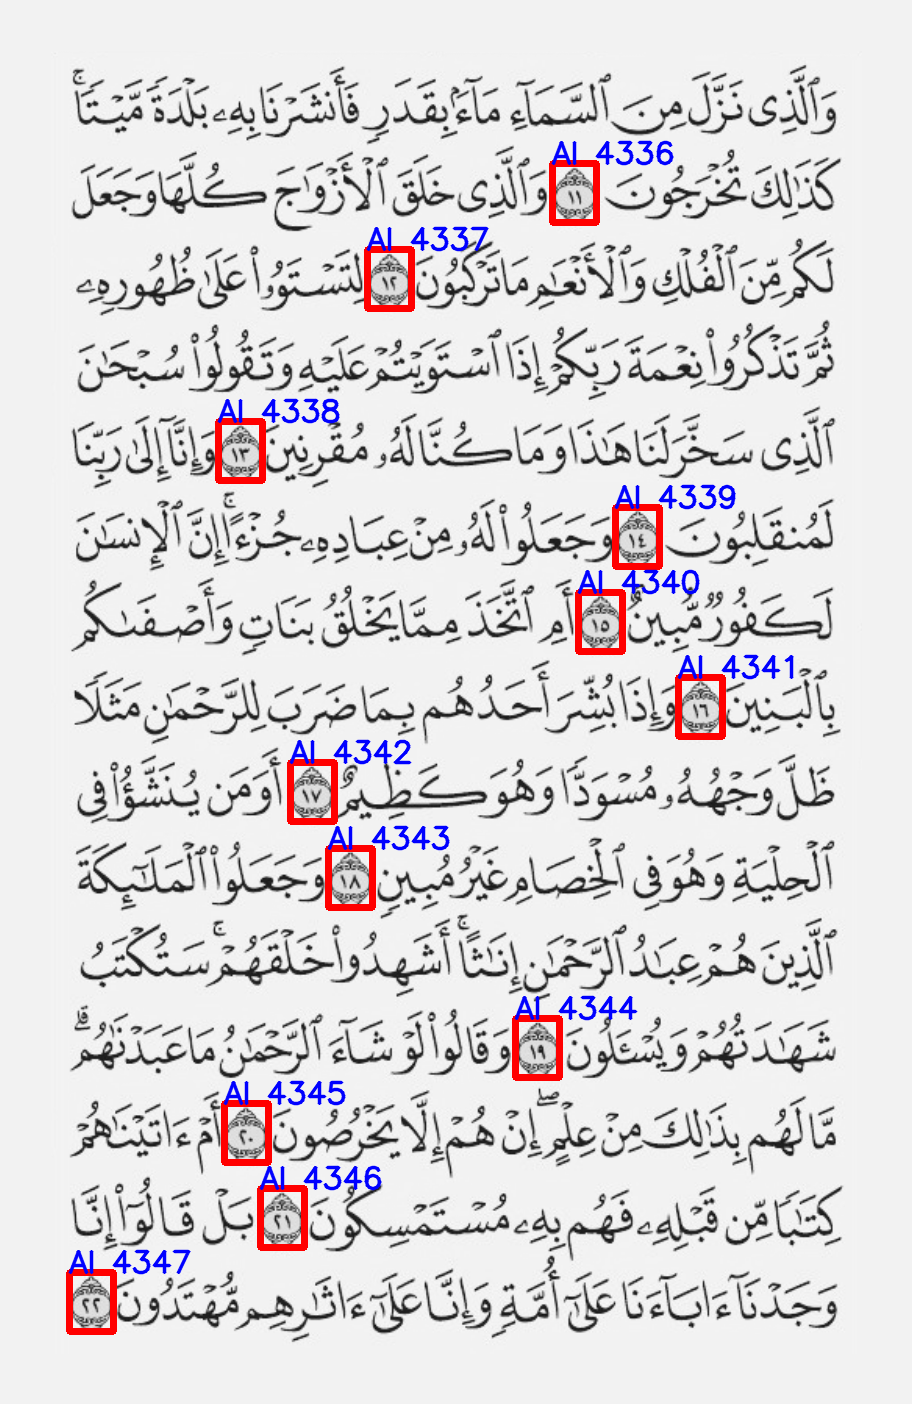 وَٱلَّذِى نَزَّلَ مِنَ ٱلسَّمَآءِ مَآءَۢ بِقَدَرٍ فَأَنشَرْنَا بِهِۦ بَلْدَةً مَّيْتًا ۚ
AI 4336
كَذَٰلِكَ تُخْرَجُونَ ١١ وَٱلَّذِى خَلَقَ ٱلْأَزْوَٰجَ كُلَّهَا وَجَعَلَ
AI 4337
لَكُم مِّنَ ٱلْفُلْكِ وَٱلْأَنْعَٰمِ مَا تَرْكَبُونَ ١٢ لِتَسْتَوُۥا۟ عَلَىٰ ظُهُورِهِۦ
ثُمَّ تَذْكُرُوا۟ نِعْمَةَ رَبِّكُمْ إِذَا ٱسْتَوَيْتُمْ عَلَيْهِ وَتَقُولُوا۟ سُبْحَٰنَ
AI 4338
ٱلَّذِى سَخَّرَ لَنَا هَٰذَا وَمَا كُنَّا لَهُۥ مُقْرِنِينَ ١٣ وَإِنَّآ إِلَىٰ رَبِّنَا
AI 4339
لَمُنقَلِبُونَ ١٤ وَجَعَلُوا۟ لَهُۥ مِنْ عِبَادِهِۦ جُزْءًا ۚ إِنَّ ٱلْإِنسَٰنَ
AI 4340
لَكَفُورٌ مُّبِينٌ ١٥ أَمِ ٱتَّخَذَ مِمَّا يَخْلُقُ بَنَاتٍ وَأَصْفَىٰكُم
AI 4341
بِٱلْبَنِينَ ١٦ وَإِذَا بُشِّرَ أَحَدُهُم بِمَا ضَرَبَ لِلرَّحْمَٰنِ مَثَلًا
AI 4342
ظَلَّ وَجْهُهُۥ مُسْوَدًّا وَهُوَ كَظِيمٌ ١٧ أَوَمَن يُنَشَّؤُا۟ فِى
AI 4343
ٱلْحِلْيَةِ وَهُوَ فِى ٱلْخِصَامِ غَيْرُ مُبِينٍ ١٨ وَجَعَلُوا۟ ٱلْمَلَٰٓئِكَةَ
ٱلَّذِينَ هُمْ عِبَٰدُ ٱلرَّحْمَٰنِ إِنَٰثًا ۚ أَشَهِدُوا۟ خَلْقَهُمْ ۚ سَتُكْتَبُ
AI 4344
شَهَٰدَتُهُمْ وَيُسْـَٔلُونَ ١٩ وَقَالُوا۟ لَوْ شَآءَ ٱلرَّحْمَٰنُ مَا عَبَدْنَٰهُم ۗ
AI 4345
مَّا لَهُم بِذَٰلِكَ مِنْ عِلْمٍ ۖ إِنْ هُمْ إِلَّا يَخْرُصُونَ ٢٠ أَمْ ءَاتَيْنَٰهُمْ
AI 4346
كِتَٰبًا مِّن قَبْلِهِۦ فَهُم بِهِۦ مُسْتَمْسِكُونَ ٢١ بَلْ قَالُوٓا۟ إِنَّا
AI 4347
وَجَدْنَآ ءَابَآءَنَا عَلَىٰٓ أُمَّةٍ وَإِنَّا عَلَىٰٓ ءَاثَٰرِهِم مُّهْتَدُونَ ٢٢